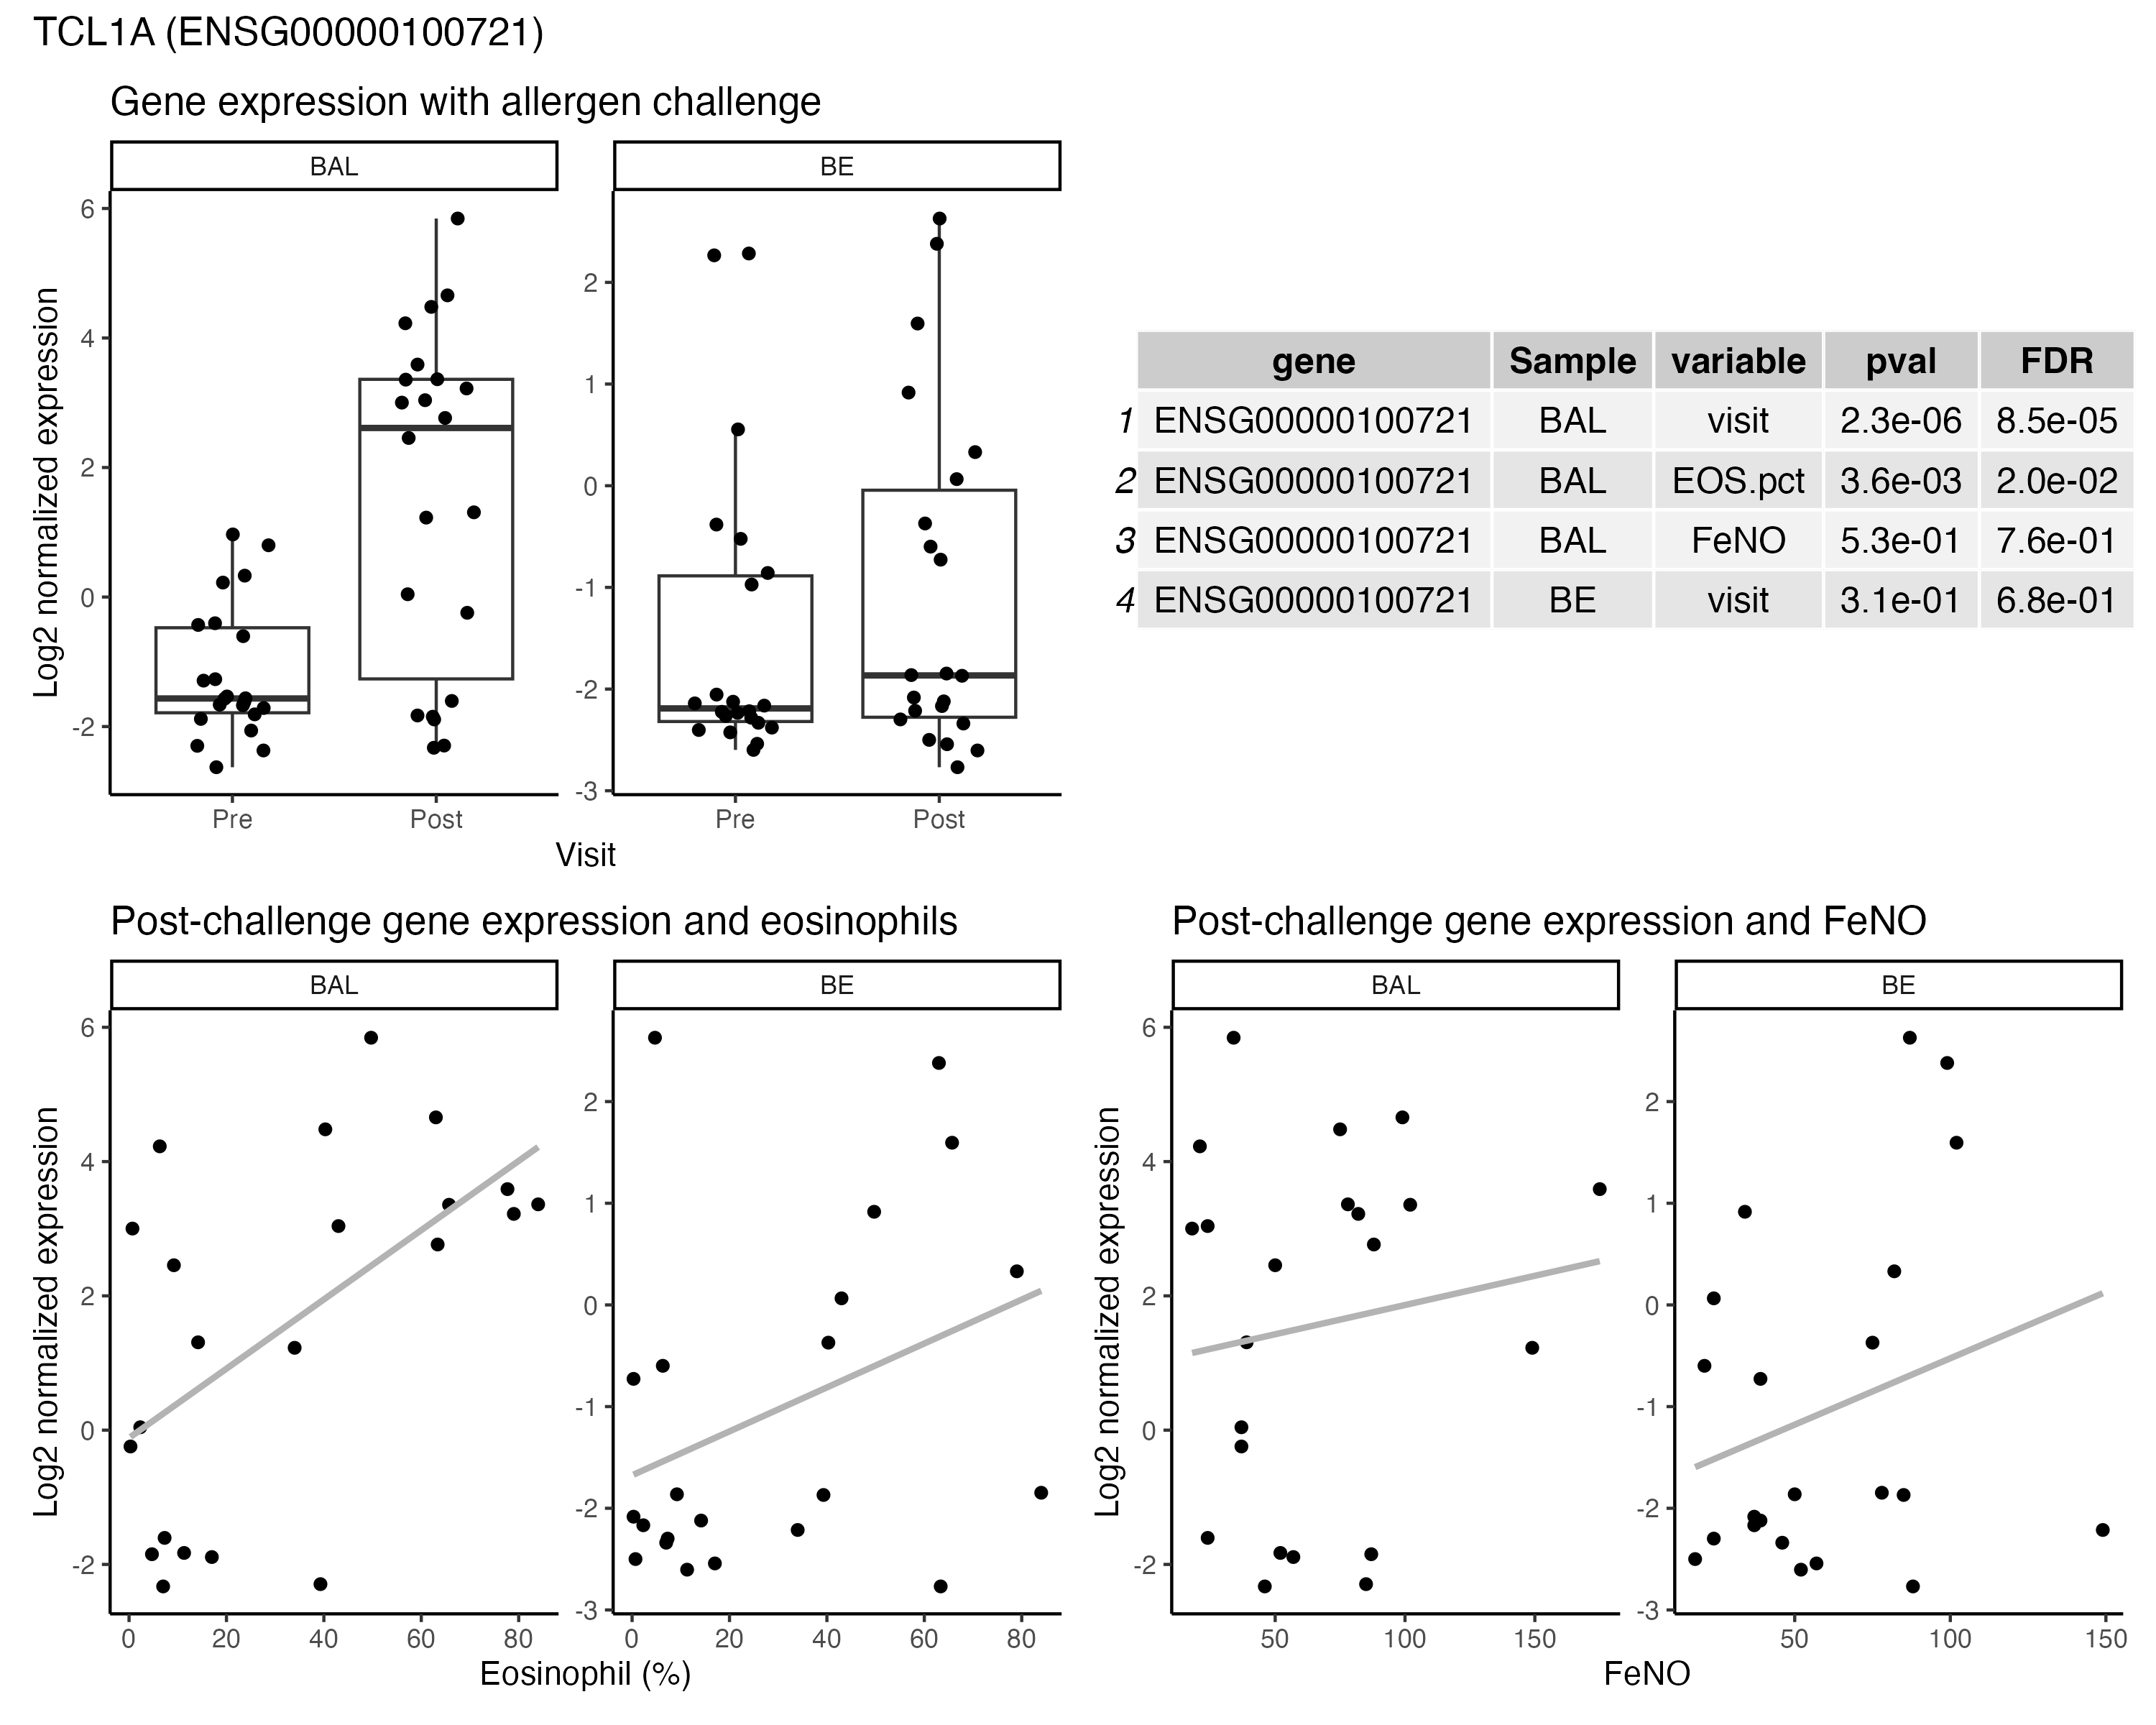 TCL1A (ENSG00000100721)
Gene expression with allergen challenge
BAL BE
Log2 normalized expression
6
4
2
0
-2
2
1
0
-1
-2
-3
Pre Post Pre Post
Visit
gene Sample variable pval FDR
1 ENSG00000100721 BAL visit 2.3e-06 8.5e-05
2 ENSG00000100721 BAL EOS.pct 3.6e-03 2.0e-02
3 ENSG00000100721 BAL FeNO 5.3e-01 7.6e-01
4 ENSG00000100721 BE visit 3.1e-01 6.8e-01
Post-challenge gene expression and eosinophils
BAL BE
Log2 normalized expression
6
4
2
0
-2
2
1
0
-1
-2
-3
0 20 40 60 80 0 20 40 60 80
Eosinophil (%)
Post-challenge gene expression and FeNO
BAL BE
Log2 normalized expression
6
4
2
0
-2
2
1
0
-1
-2
-3
50 100 150 50 100 150
FeNO